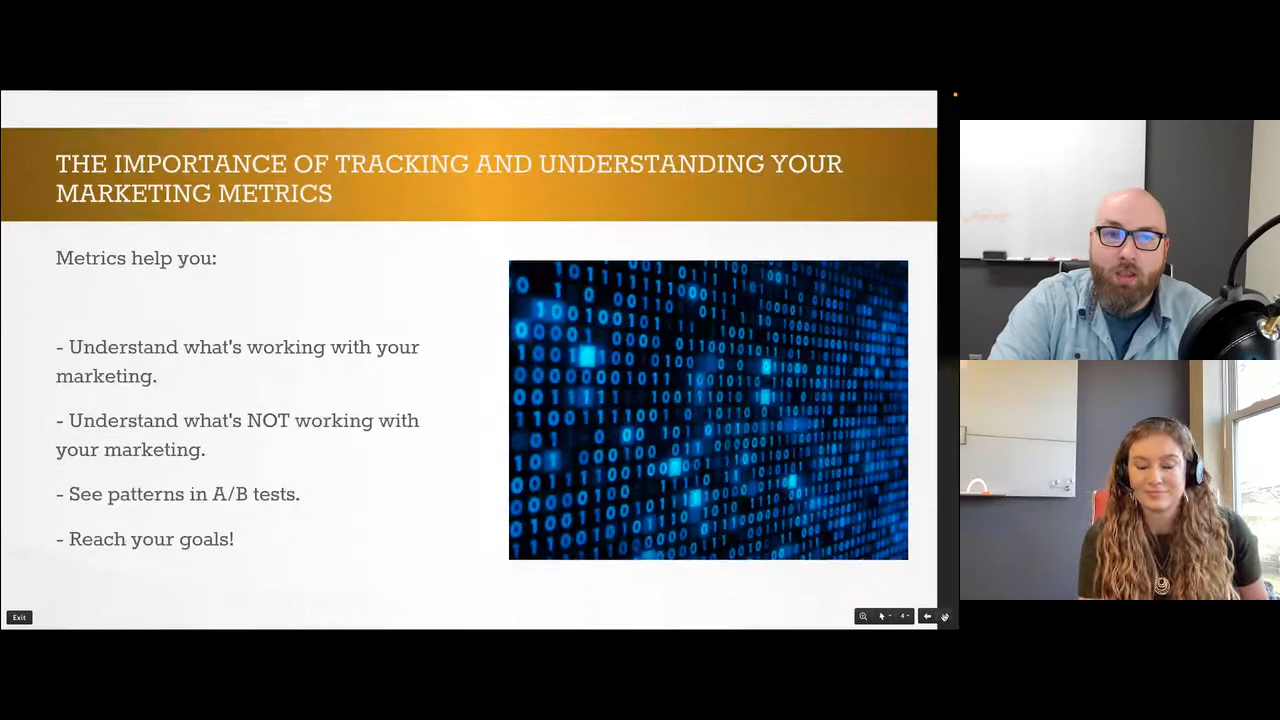 THE IMPORTANCE OF TRACKING AND UNDERSTANDING YOUR
MARKETING METRICS
Metrics help you:
- Understand what's working with your
marketing.
- Understand what's NOT working with
your marketing.
- See patterns in A/B tests.
- Reach your goals!
Exit
4